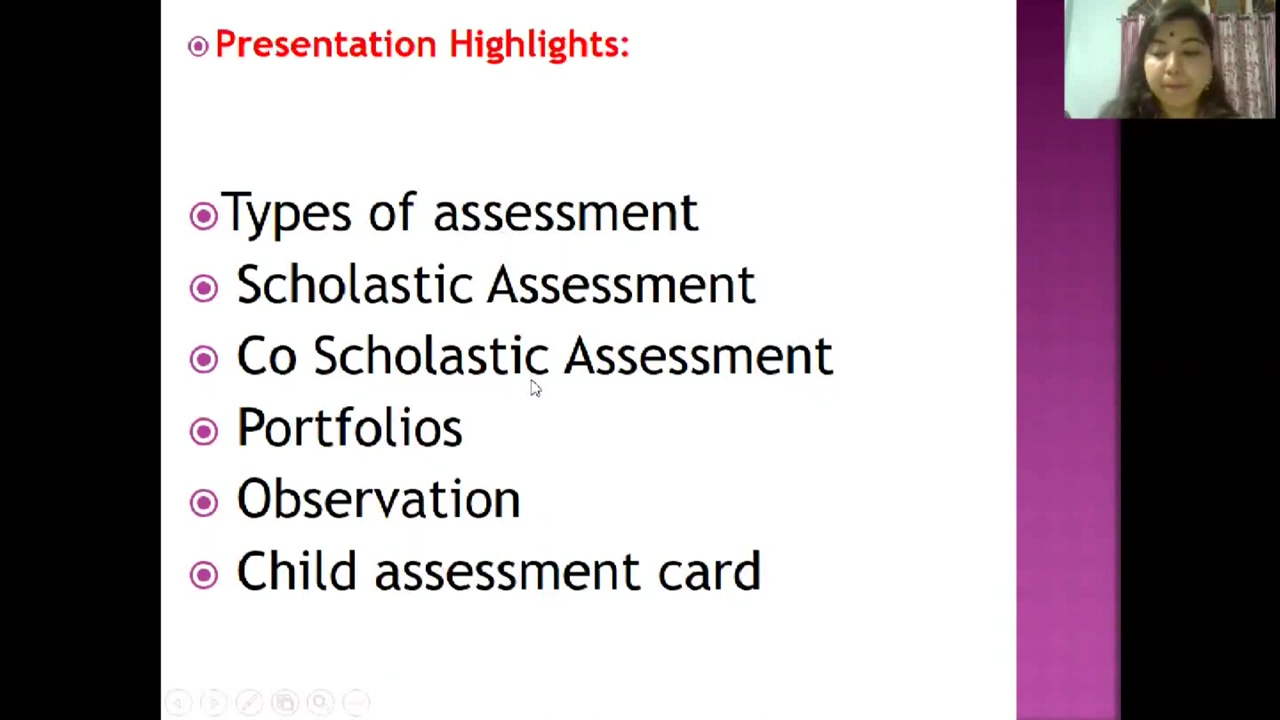 Presentation Highlights:
Types of assessment
Scholastic Assessment
Co Scholastic Assessment
Portfolios
Observation
Child assessment card